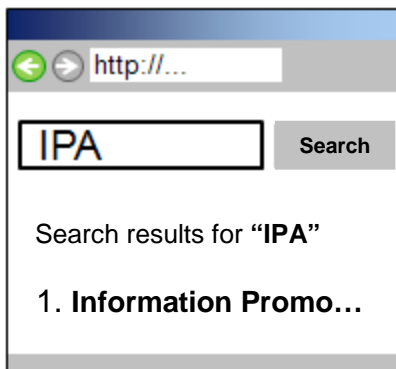 http://...
IPA Search
Search results for “IPA”
1. Information Promo…